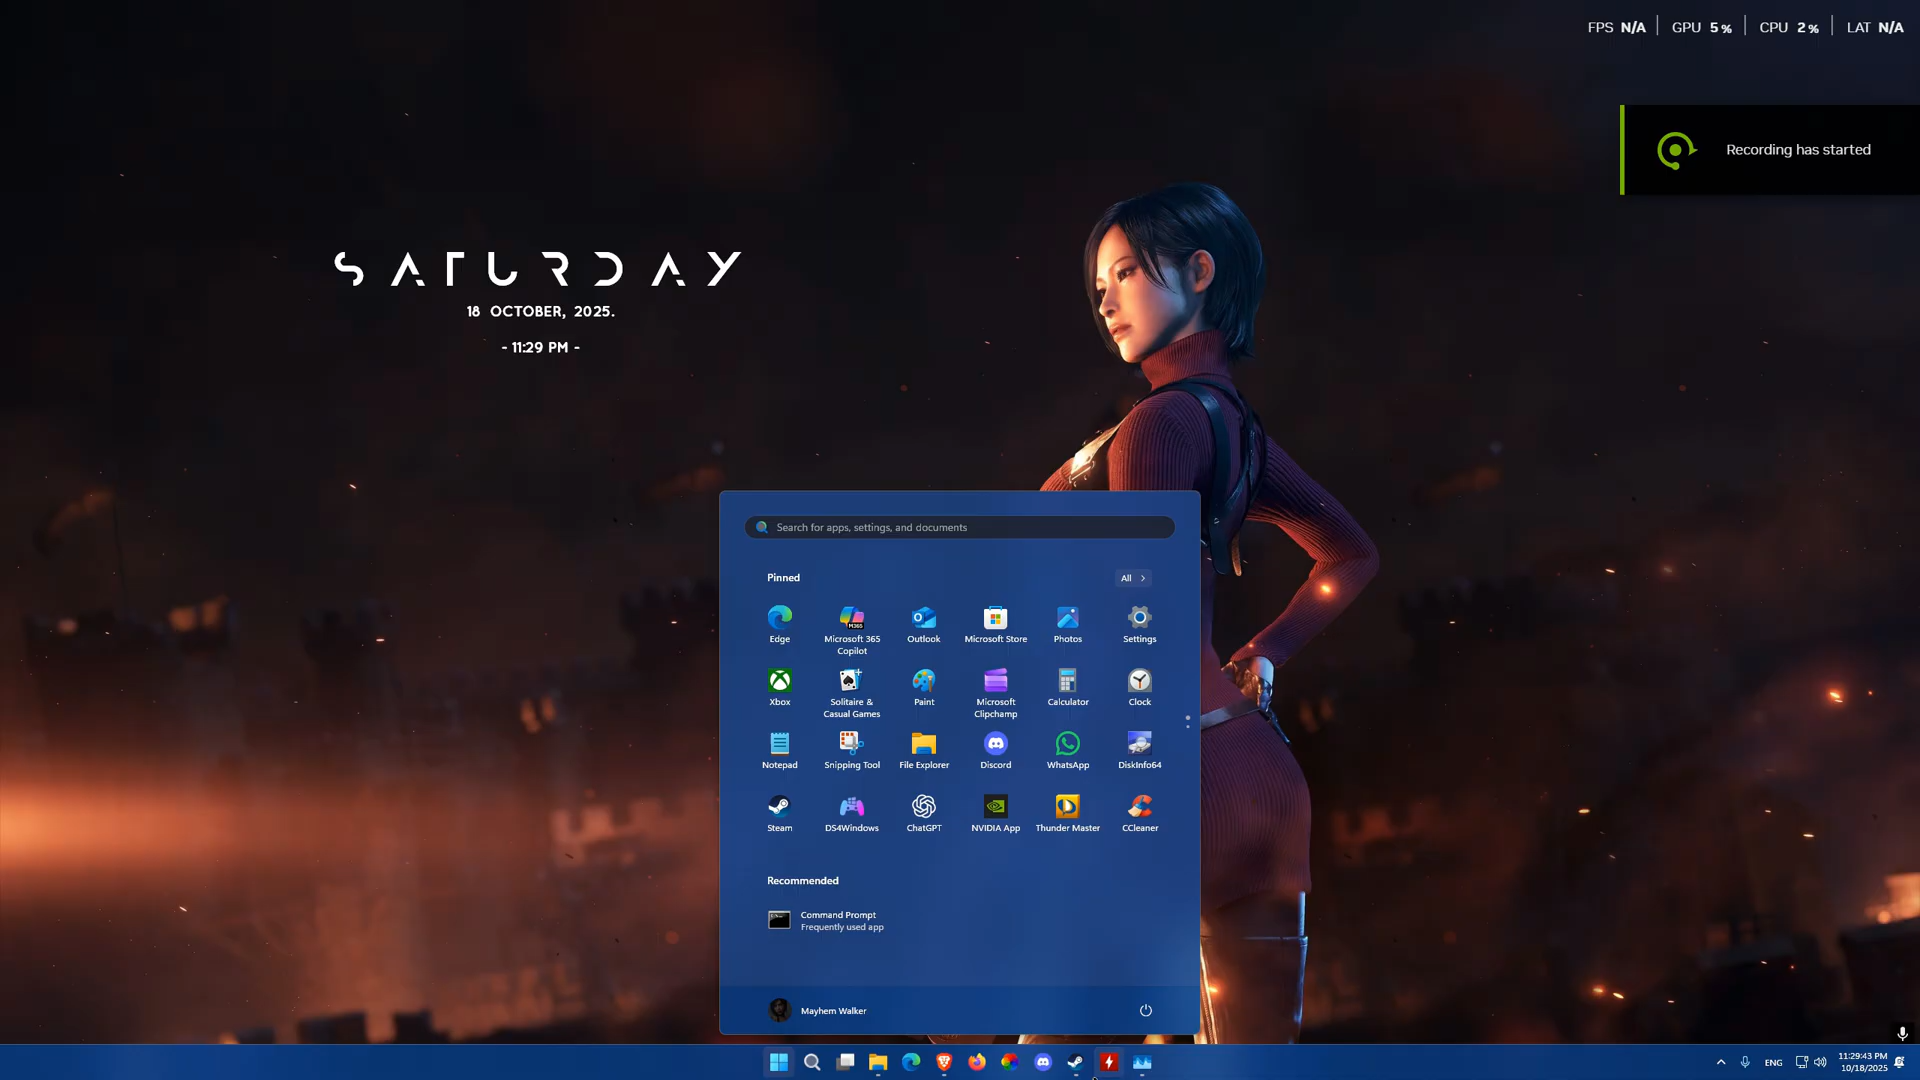 FPS N/A GPU 5 % CPU 2 % LAT N/A
Recording has started
SATURDAY
18 OCTOBER, 2025.
- 11:29 PM -
Search for apps, settings, and documents
Pinned
All
Edge
Microsoft 365 Copilot
Outlook
Microsoft Store
Photos
Settings
Xbox
Solitaire & Casual Games
Paint
Microsoft Clipchamp
Calculator
Clock
Notepad
Snipping Tool
File Explorer
Discord
WhatsApp
DiskInfo64
Steam
DS4Windows
ChatGPT
NVIDIA App
Thunder Master
CCleaner
Recommended
Command Prompt
Frequently used app
Mayhem Walker
ENG
11:29:43 PM
10/18/2025